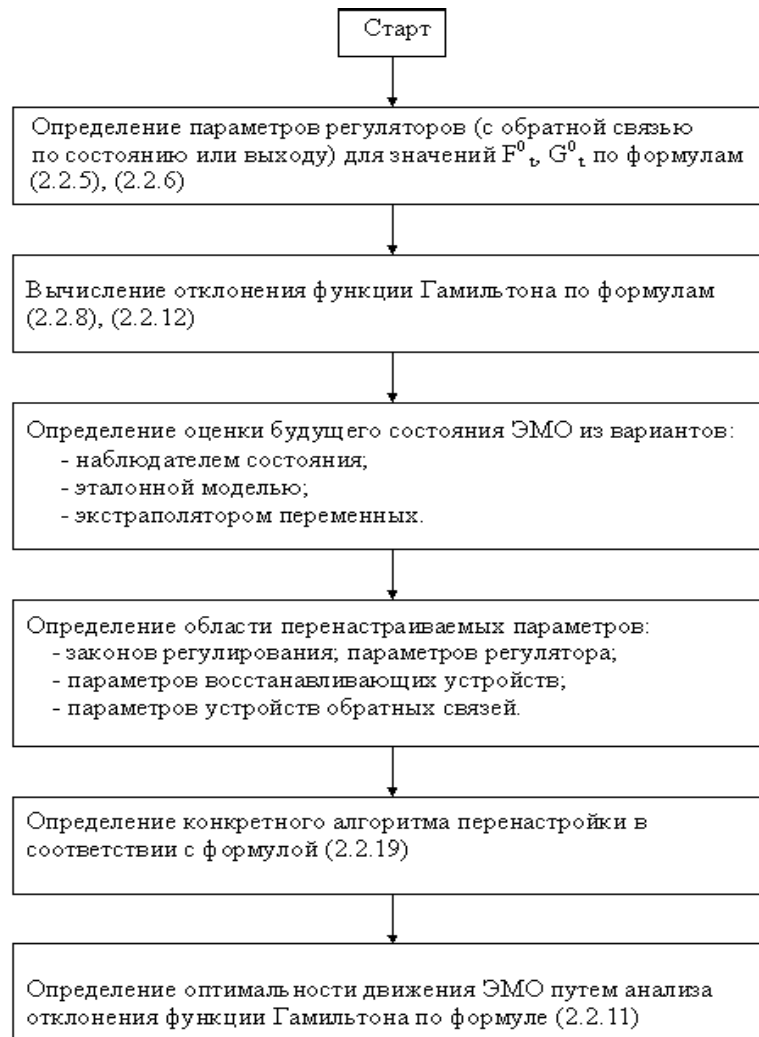 Старт
Определение параметров регуляторов (с обратной связью
по состоянию или выходу) для значений F⁰ₜ, G⁰ₜ по формулам
(2.2.5), (2.2.6)
Вычисление отклонения функции Гамильтона по формулам
(2.2.8), (2.2.12)
Определение оценки будущего состояния ЭМО из вариантов:
- наблюдателем состояния;
- эталонной моделью;
- экстраполятором переменных.
Определение области перенастраиваемых параметров:
- законов регулирования; параметров регулятора;
- параметров восстанавливающих устройств;
- параметров устройств обратных связей.
Определение конкретного алгоритма перенастройки в
соответствии с формулой (2.2.19)
Определение оптимальности движения ЭМО путем анализа
отклонения функции Гамильтона по формуле (2.2.11)